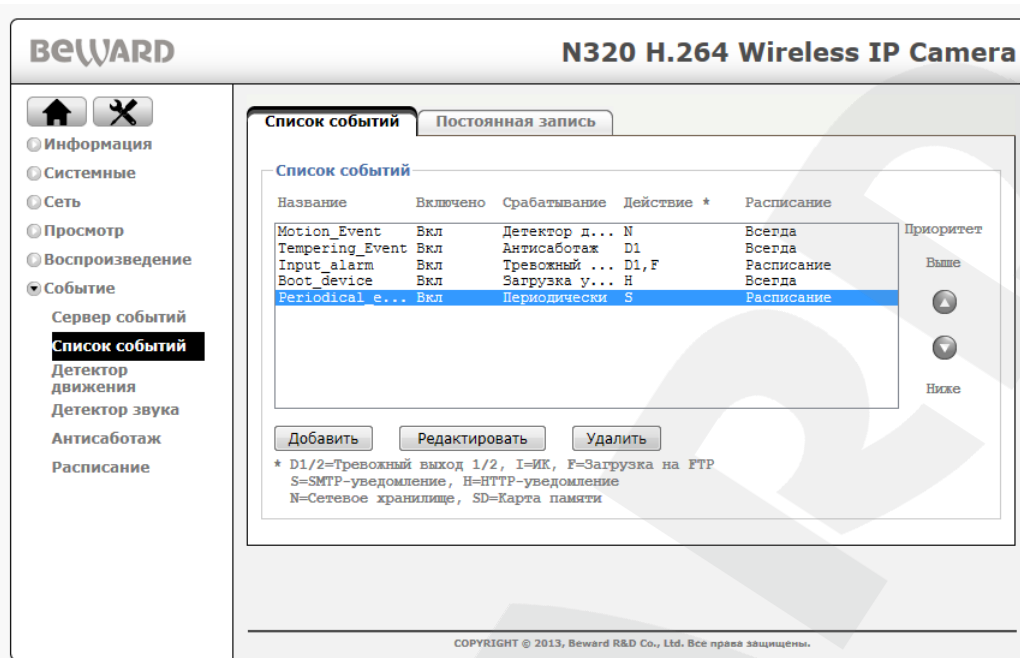 BEWARD
N320 H.264 Wireless IP Camera
Информация
Системные
Сеть
Просмотр
Воспроизведение
Событие
Сервер событий
Список событий
Детектор
движения
Детектор звука
Антисаботаж
Расписание
Список событий Постоянная запись
Список событий
Название Включено Срабатывание Действие * Расписание
Motion_Event Вкл Детектор д... N Всегда
Tempering_Event Вкл Антисаботаж D1 Всегда
Input_alarm Вкл Тревожный ... D1,F Расписание
Boot_device Вкл Загрузка у... H Всегда
Periodical_e... Вкл Периодически S Расписание
Приоритет
Выше
Ниже
Добавить Редактировать Удалить
* D1/2=Тревожный выход 1/2, I=ИК, F=Загрузка на FTP
S=SMTP-уведомление, H=HTTP-уведомление
N=Сетевое хранилище, SD=Карта памяти
COPYRIGHT © 2013, Beward R&D Co., Ltd. Все права защищены.